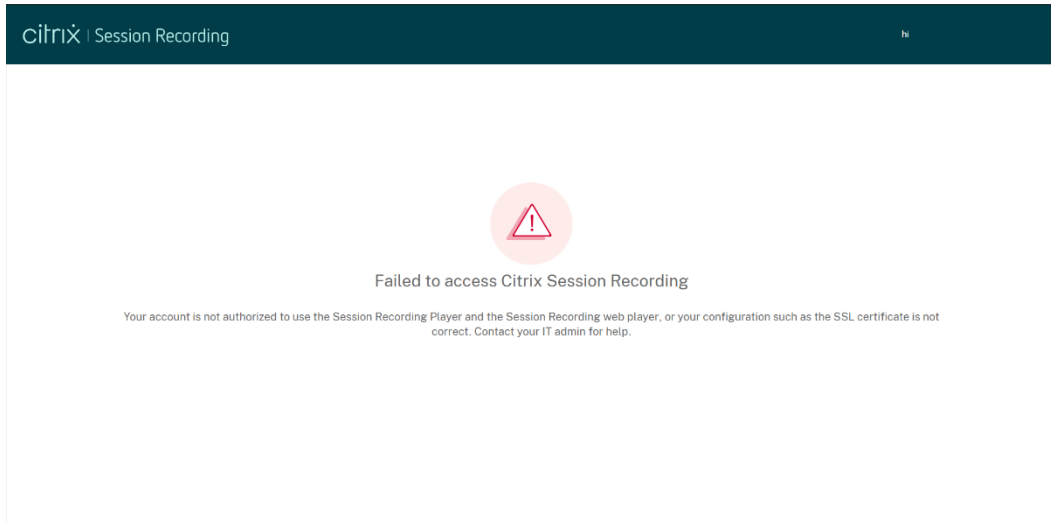 citrix | Session Recording
hi
Failed to access Citrix Session Recording
Your account is not authorized to use the Session Recording Player and the Session Recording web player, or your configuration such as the SSL certificate is not
correct. Contact your IT admin for help.